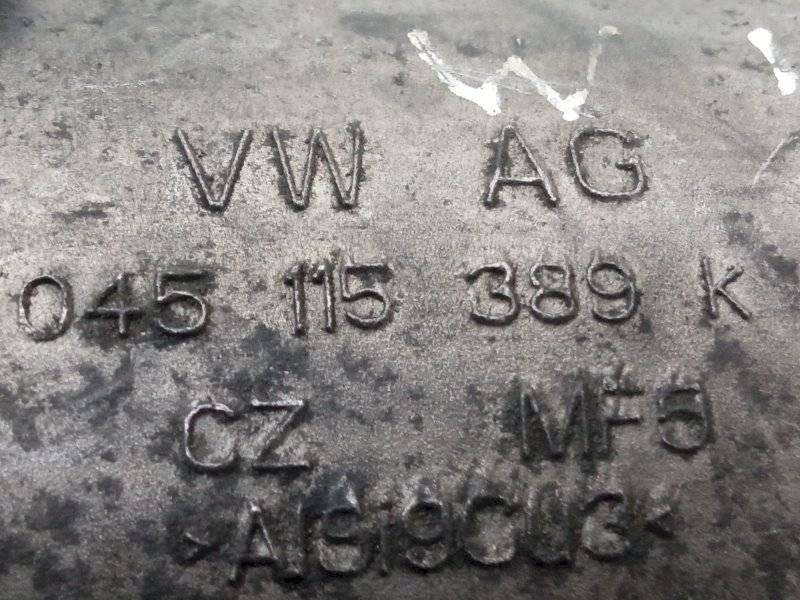 VW AG
045 115 389 K
CZ MF5
>AlSi9Cu3<